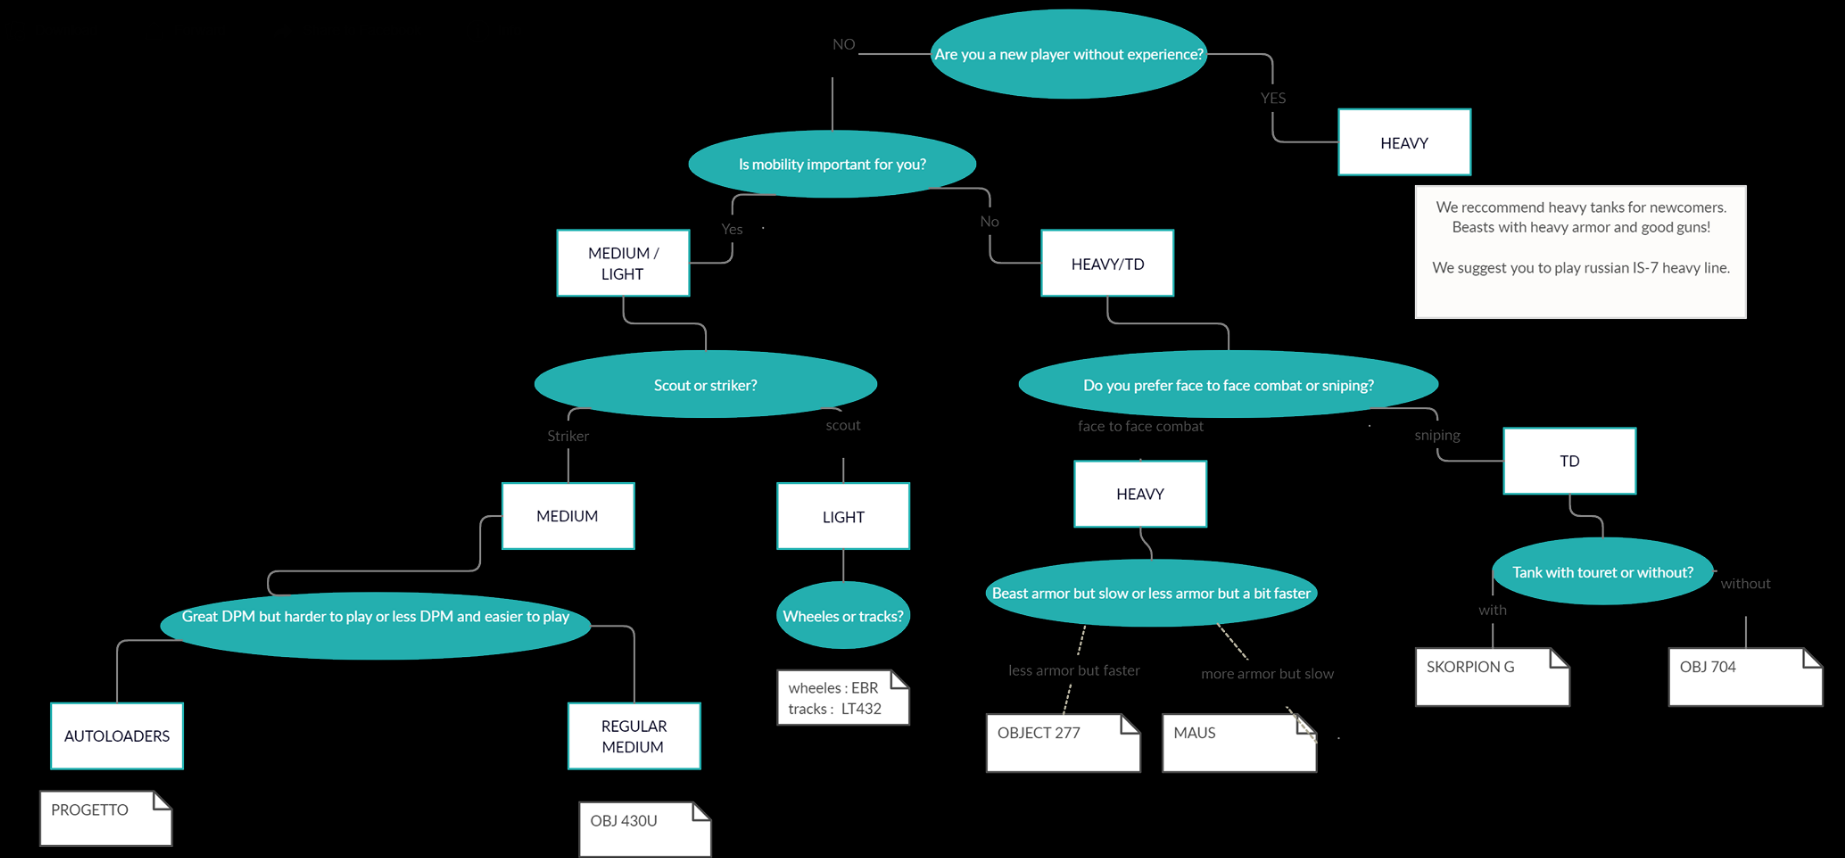 Are you a new player without experience?
NO
YES
HEAVY
Is mobility important for you?
We reccommend heavy tanks for newcomers.
Beasts with heavy armor and good guns!
We suggest you to play russian IS-7 heavy line.
Yes
No
MEDIUM /
LIGHT
HEAVY/TD
Scout or striker?
Do you prefer face to face combat or sniping?
Striker
scout
face to face combat
sniping
TD
MEDIUM
LIGHT
HEAVY
Tank with touret or without?
without
with
Great DPM but harder to play or less DPM and easier to play
Wheeles or tracks?
Beast armor but slow or less armor but a bit faster
less armor but faster
more armor but slow
SKORPION G
OBJ 704
wheeles : EBR
tracks : LT432
AUTOLOADERS
REGULAR
MEDIUM
OBJECT 277
MAUS
PROGETTO
OBJ 430U